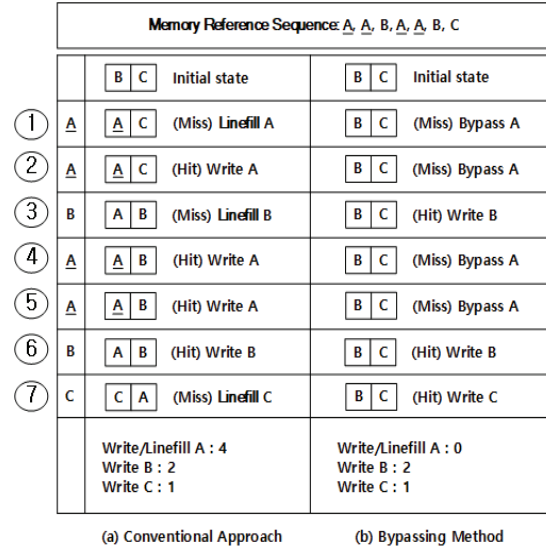 Memory Reference Sequence: A, A, B, A, A, B, C
B C Initial state B C Initial state
① A A C (Miss) Linefill A B C (Miss) Bypass A
② A A C (Hit) Write A B C (Miss) Bypass A
③ B A B (Miss) Linefill B B C (Hit) Write B
④ A A B (Hit) Write A B C (Miss) Bypass A
⑤ A A B (Hit) Write A B C (Miss) Bypass A
⑥ B A B (Hit) Write B B C (Hit) Write B
⑦ C C A (Miss) Linefill C B C (Hit) Write C
Write/Linefill A : 4 Write/Linefill A : 0
Write B : 2 Write B : 2
Write C : 1 Write C : 1
(a) Conventional Approach (b) Bypassing Method